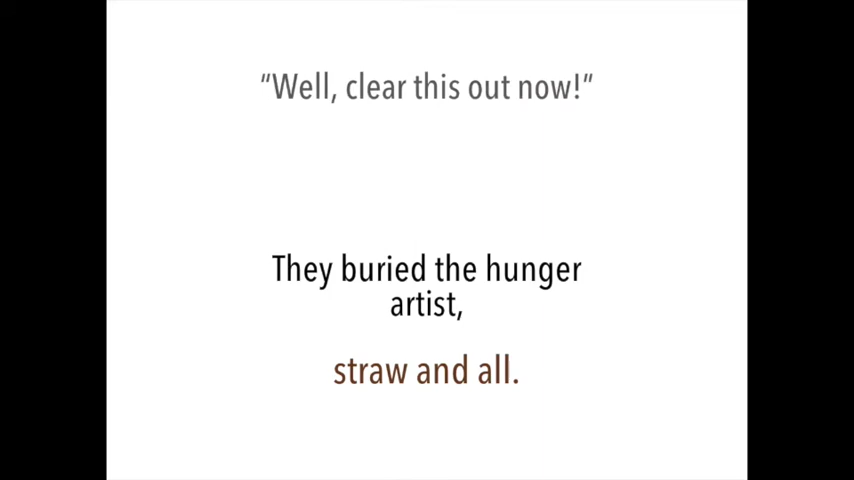 “Well, clear this out now!”
They buried the hunger
artist,
straw and all.